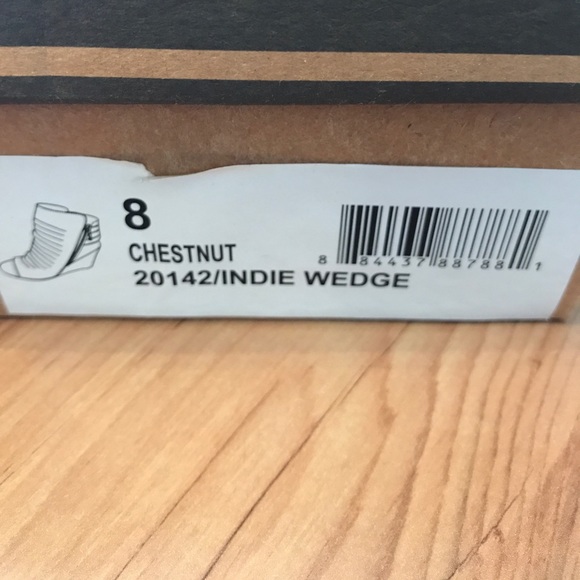 8
CHESTNUT
20142/INDIE WEDGE
8 84437 88788 1